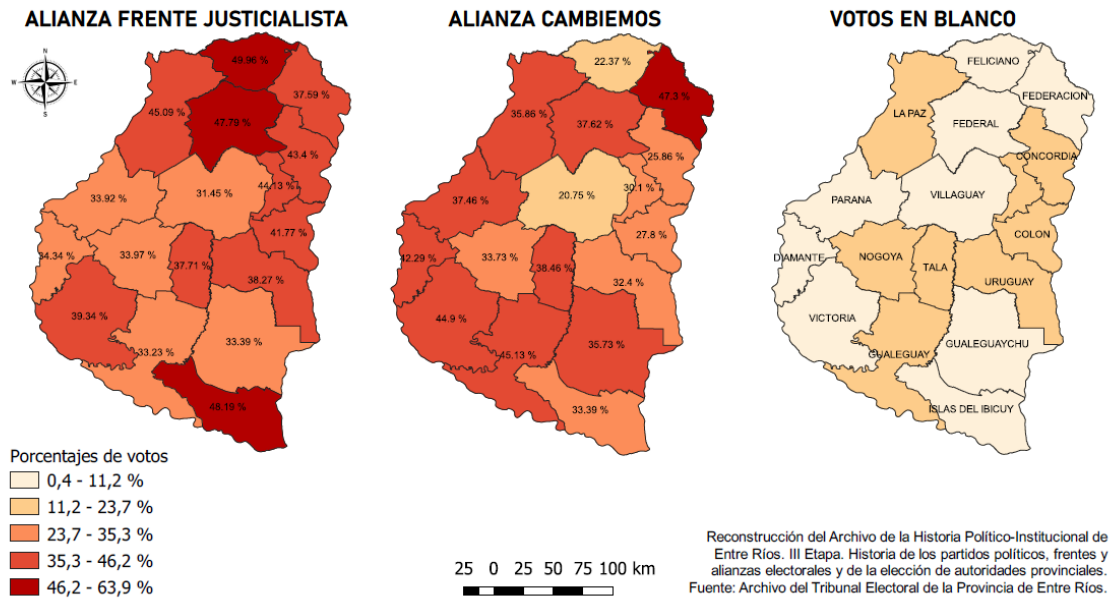 ALIANZA FRENTE JUSTICIALISTA
ALIANZA CAMBIEMOS
VOTOS EN BLANCO
N
W E
S
49.96 %
37.59 %
45.09 %
47.79 %
43.4 %
44.13 %
31.45 %
33.92 %
41.77 %
34.34 %
33.97 %
37.71 %
38.27 %
39.34 %
33.23 %
33.39 %
48.19 %
22.37 %
47.3 %
35.86 %
37.62 %
25.86 %
30.1 %
20.75 %
37.46 %
27.8 %
42.29 %
33.73 %
38.46 %
32.4 %
44.9 %
45.13 %
35.73 %
33.39 %
FELICIANO
FEDERACION
LA PAZ
FEDERAL
CONCORDIA
VILLAGUAY
PARANA
COLON
DIAMANTE
NOGOYA
TALA
URUGUAY
VICTORIA
GUALEGUAY
GUALEGUAYCHU
ISLAS DEL IBICUY
Porcentajes de votos
0,4 - 11,2 %
11,2 - 23,7 %
23,7 - 35,3 %
35,3 - 46,2 %
46,2 - 63,9 %
25 0 25 50 75 100 km
Reconstrucción del Archivo de la Historia Político-Institucional de
Entre Ríos. III Etapa. Historia de los partidos políticos, frentes y
alianzas electorales y de la elección de autoridades provinciales.
Fuente: Archivo del Tribunal Electoral de la Provincia de Entre Ríos.